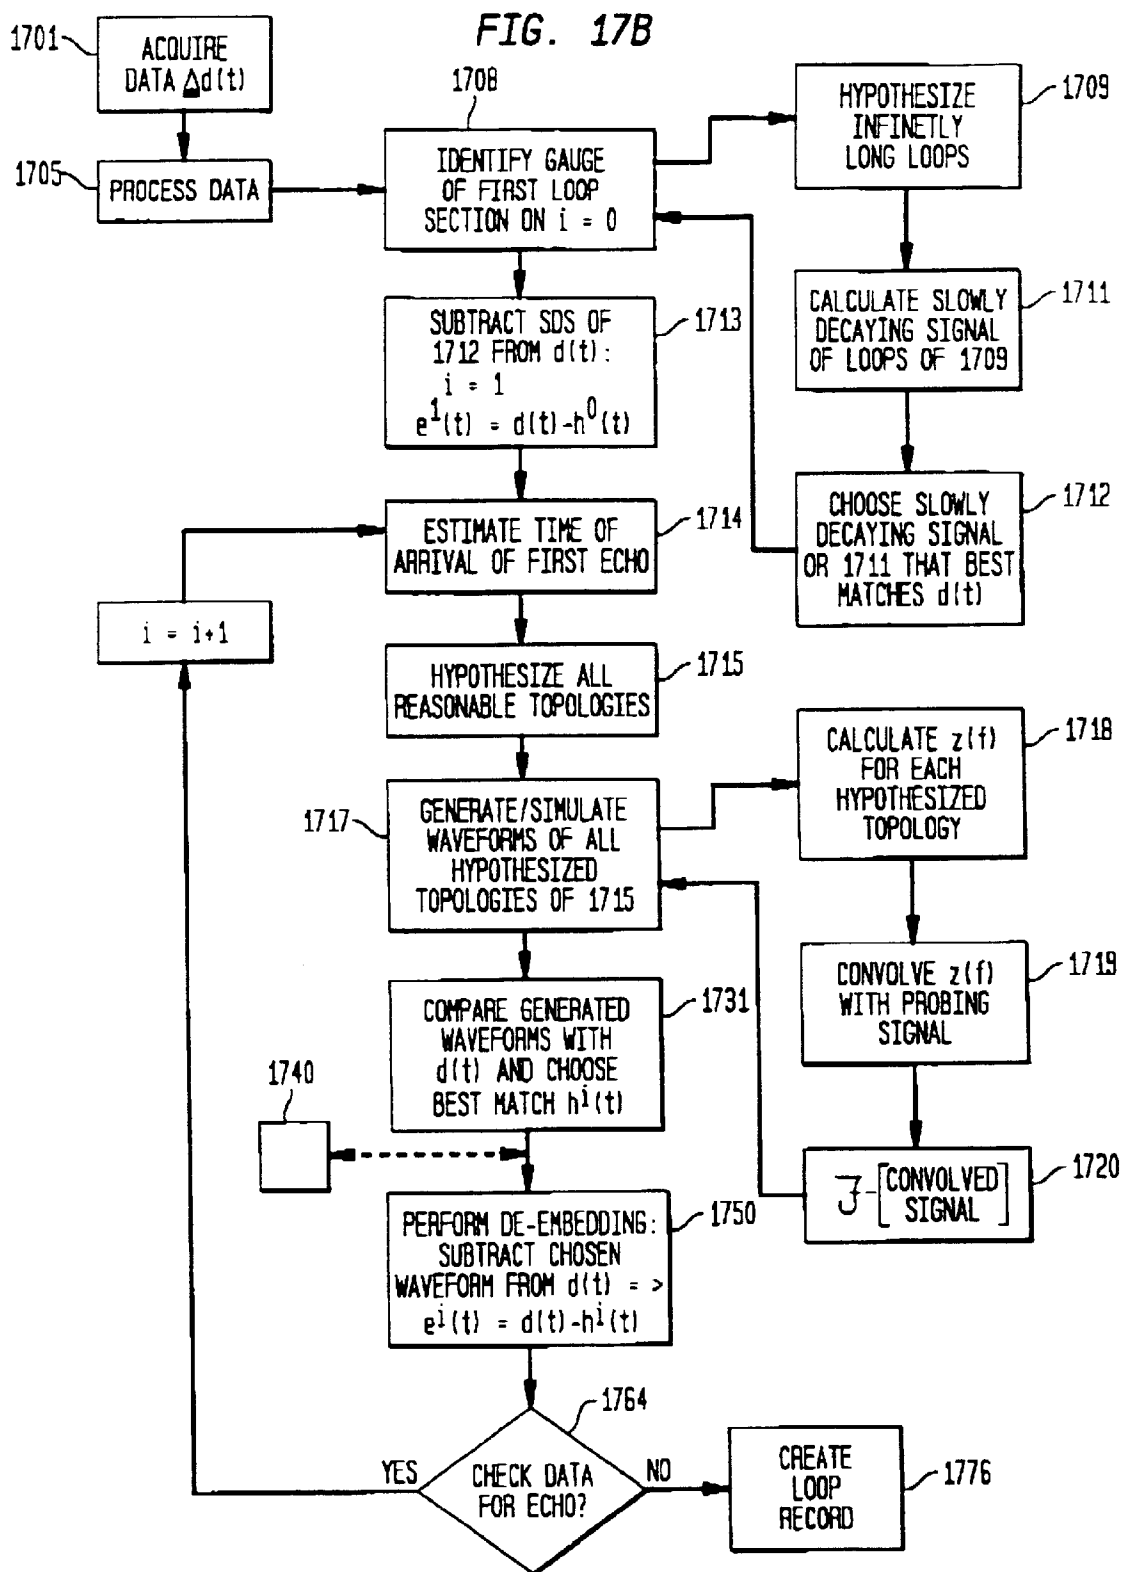 FIG. 17B
1701
ACQUIRE
DATA ≜d(t)
1705
PROCESS DATA
1708
IDENTIFY GAUGE
OF FIRST LOOP
SECTION ON i = 0
1709
HYPOTHESIZE
INFINETLY
LONG LOOPS
1711
CALCULATE SLOWLY
DECAYING SIGNAL
OF LOOPS OF 1709
1712
CHOOSE SLOWLY
DECAYING SIGNAL
OR 1711 THAT BEST
MATCHES d(t)
1713
SUBTRACT SDS OF
1712 FROM d(t):
i = 1
e¹(t) = d(t)-h⁰(t)
1714
ESTIMATE TIME OF
ARRIVAL OF FIRST ECHO
i = i+1
1715
HYPOTHESIZE ALL
REASONABLE TOPOLOGIES
1717
GENERATE/SIMULATE
WAVEFORMS OF ALL
HYPOTHESIZED
TOPOLOGIES OF 1715
1718
CALCULATE z(f)
FOR EACH
HYPOTHESIZED
TOPOLOGY
1719
CONVOLVE z(f)
WITH PROBING
SIGNAL
1720
ℑ-[CONVOLVED
SIGNAL]
1731
COMPARE GENERATED
WAVEFORMS WITH
d(t) AND CHOOSE
BEST MATCH hⁱ(t)
1740
1750
PERFORM DE-EMBEDDING:
SUBTRACT CHOSEN
WAVEFORM FROM d(t) = >
eⁱ(t) = d(t)-hⁱ(t)
1764
CHECK DATA
FOR ECHO?
YES
NO
1776
CREATE
LOOP
RECORD